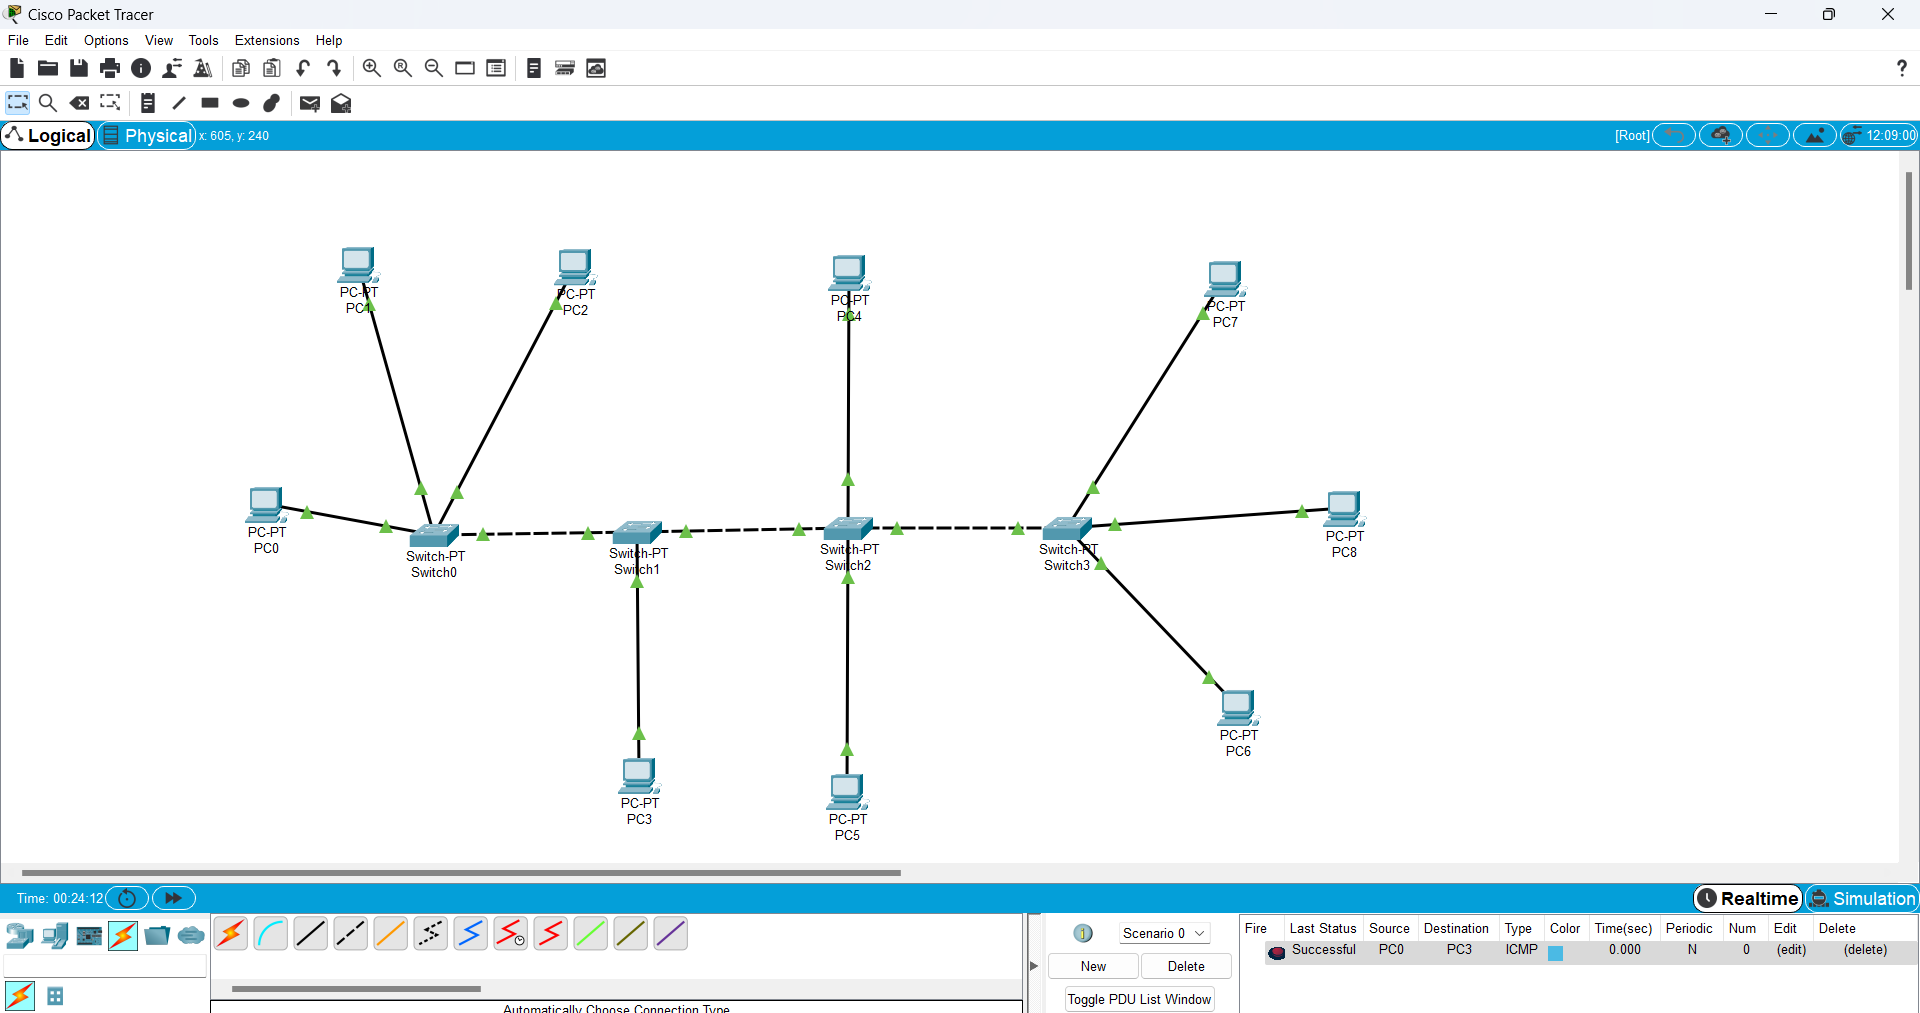 Cisco Packet Tracer
File Edit Options View Tools Extensions Help
?
Logical Physical x: 605, y: 240 [Root] 12:09:00
PC-PT
PC1
PC-PT
PC2
PC-PT
PC4
PC-PT
PC7
PC-PT
PC0
Switch-PT
Switch0
Switch-PT
Switch1
Switch-PT
Switch2
Switch-PT
Switch3
PC-PT
PC8
PC-PT
PC6
PC-PT
PC3
PC-PT
PC5
Time: 00:24:12 Realtime Simulation
Scenario 0
New Delete
Toggle PDU List Window
Fire Last Status Source Destination Type Color Time(sec) Periodic Num Edit Delete
Successful PC0 PC3 ICMP 0.000 N 0 (edit) (delete)
Automatically Choose Connection Type